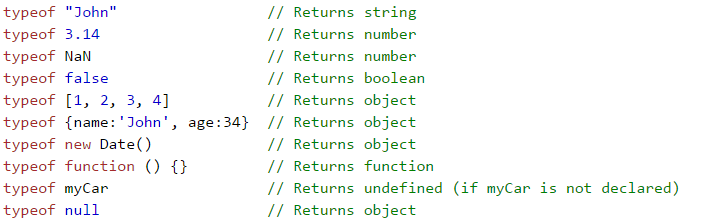 typeof "John"                 // Returns string
typeof 3.14                   // Returns number
typeof NaN                    // Returns number
typeof false                  // Returns boolean
typeof [1, 2, 3, 4]           // Returns object
typeof {name:'John', age:34}  // Returns object
typeof new Date()             // Returns object
typeof function () {}         // Returns function
typeof myCar                  // Returns undefined (if myCar is not declared)
typeof null                   // Returns object